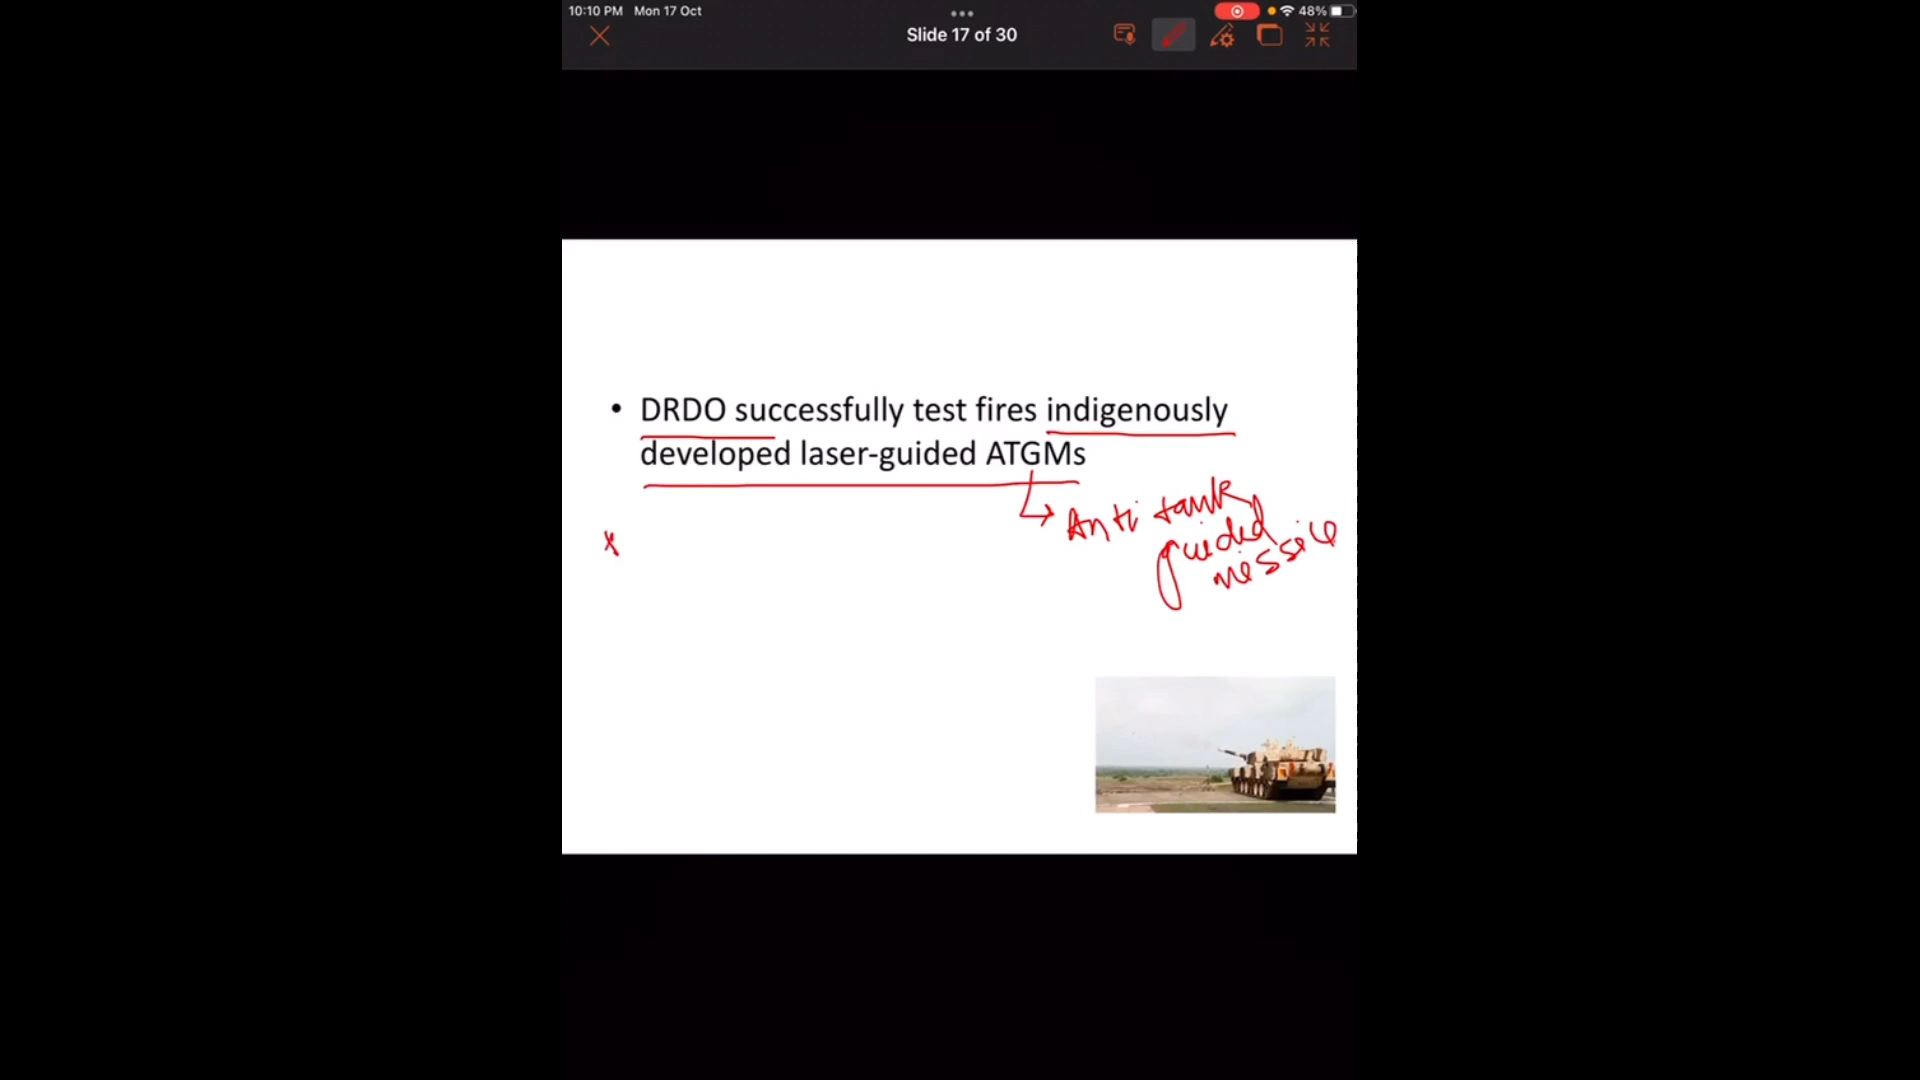 10:10 PM Mon 17 Oct
48%
Slide 17 of 30
• DRDO successfully test fires indigenously
developed laser-guided ATGMs
Anti tank
guided
missile